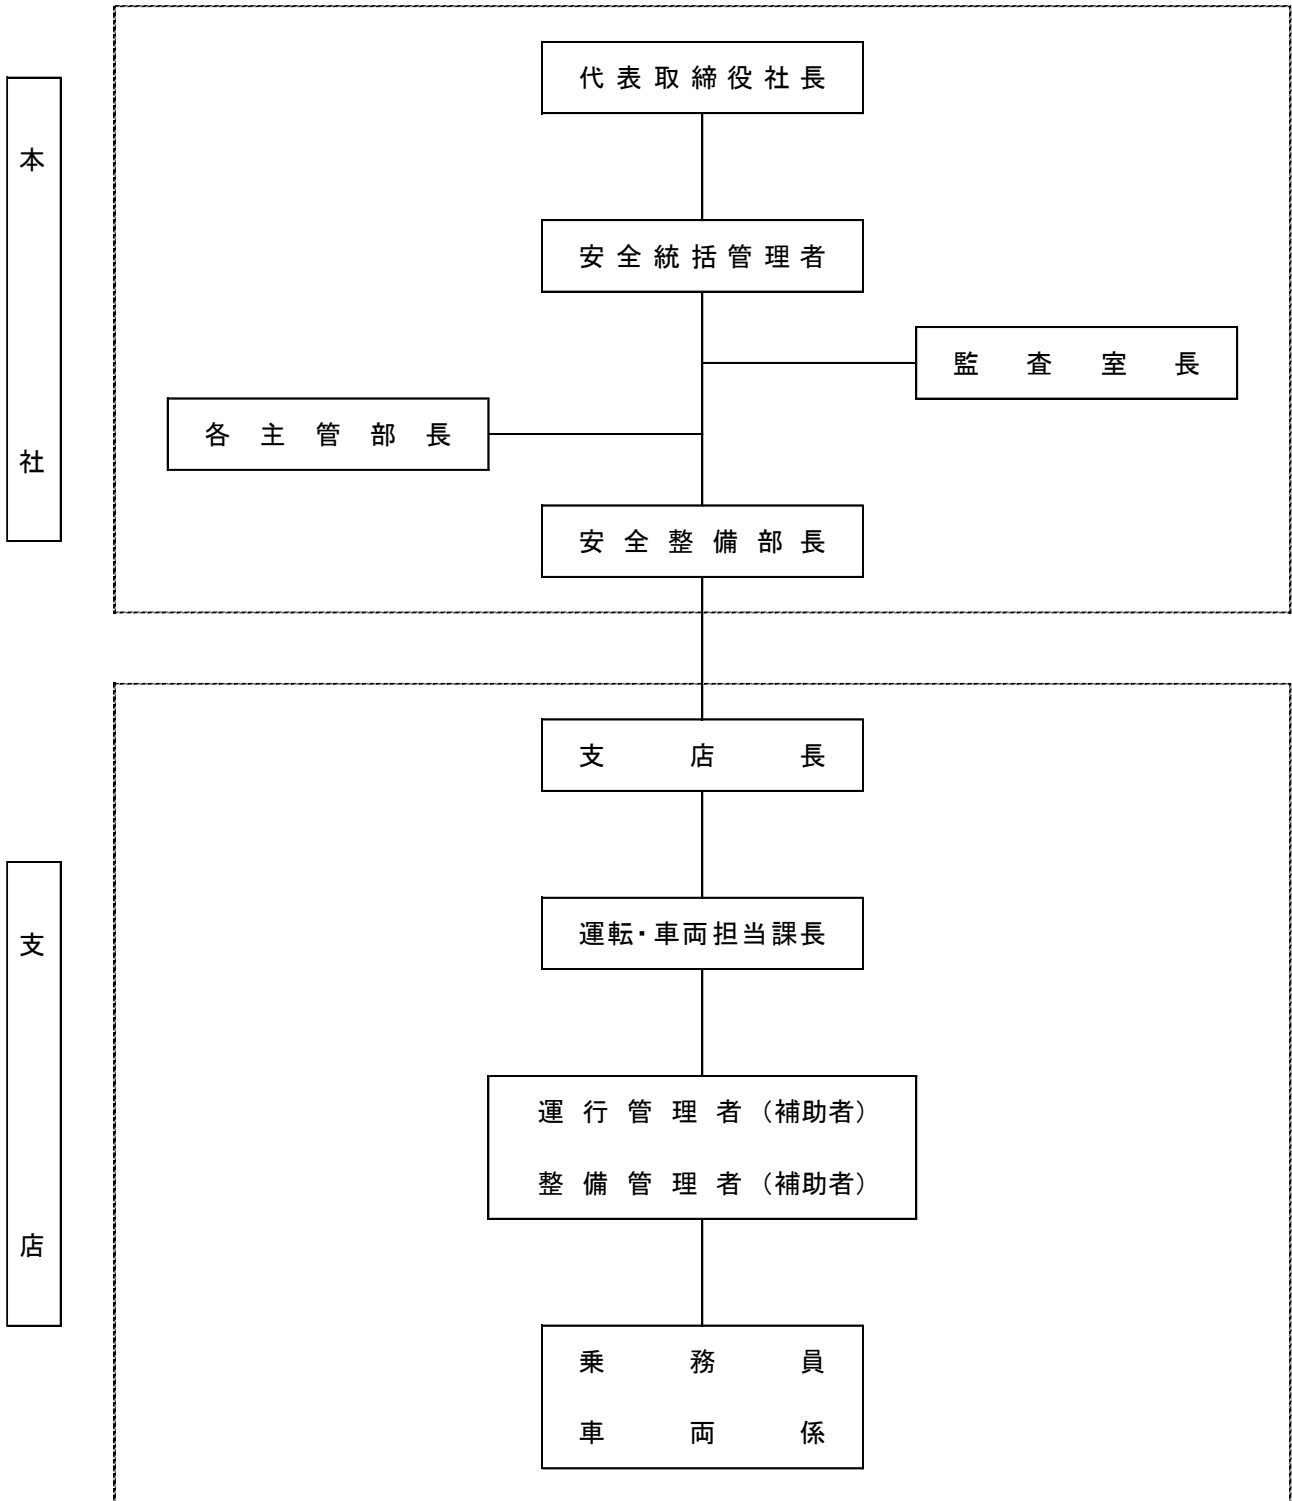 本社
代表取締役社長
安全統括管理者
監査室長
各主管部長
安全整備部長
支店
支店長
運転・車両担当課長
運行管理者（補助者）
整備管理者（補助者）
乗務員
車両係